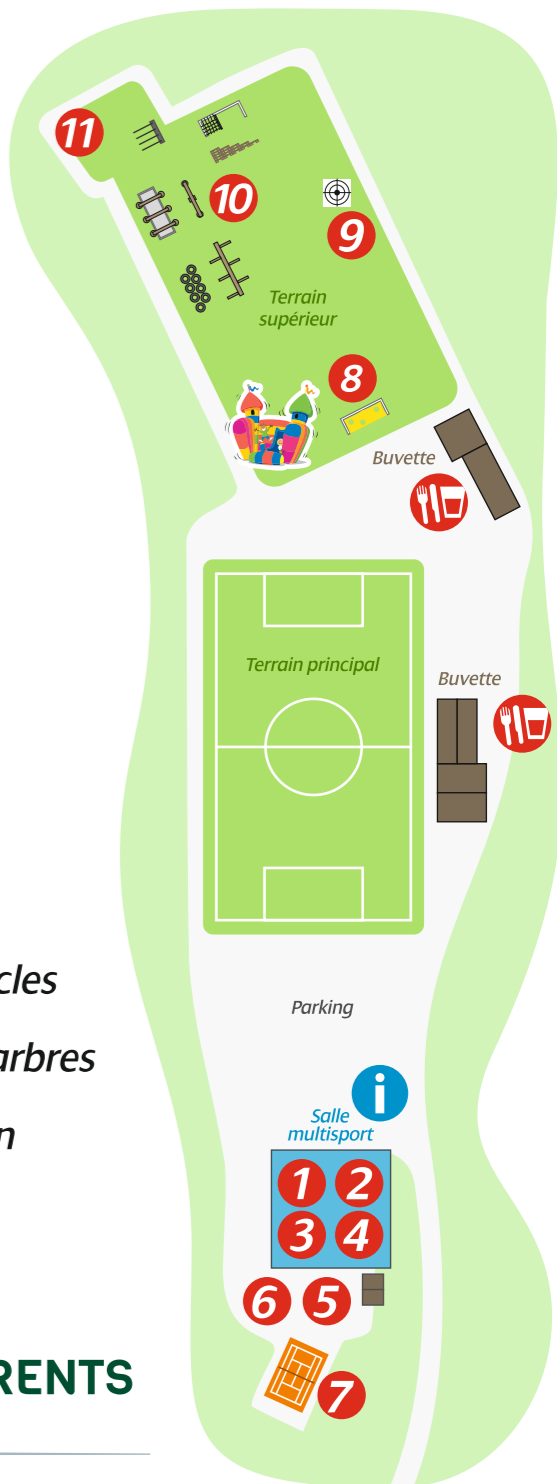 11
10
9
Terrain
supérieur
8
Buvette
Terrain principal
Buvette
cles
arbres
n
Parking
i
Salle
multisport
1 2
3 4
6 5
7
RENTS